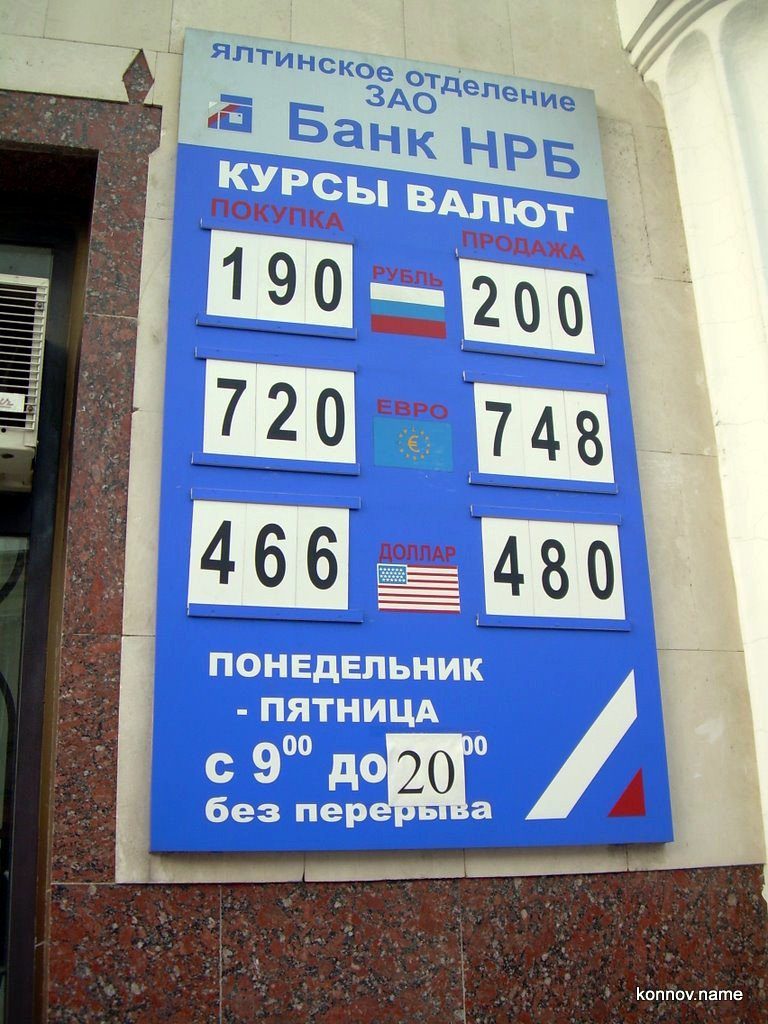 ЯЛТИНСКОЕ ОТДЕЛЕНИЕ
ЗАО
Банк НРБ
КУРСЫ ВАЛЮТ
ПОКУПКА ПРОДАЖА
190 РУБЛЬ 200
720 ЕВРО 748
466 ДОЛЛАР 480
ПОНЕДЕЛЬНИК
- ПЯТНИЦА
с 9⁰⁰ до 20⁰⁰
без перерыва
konnov.name